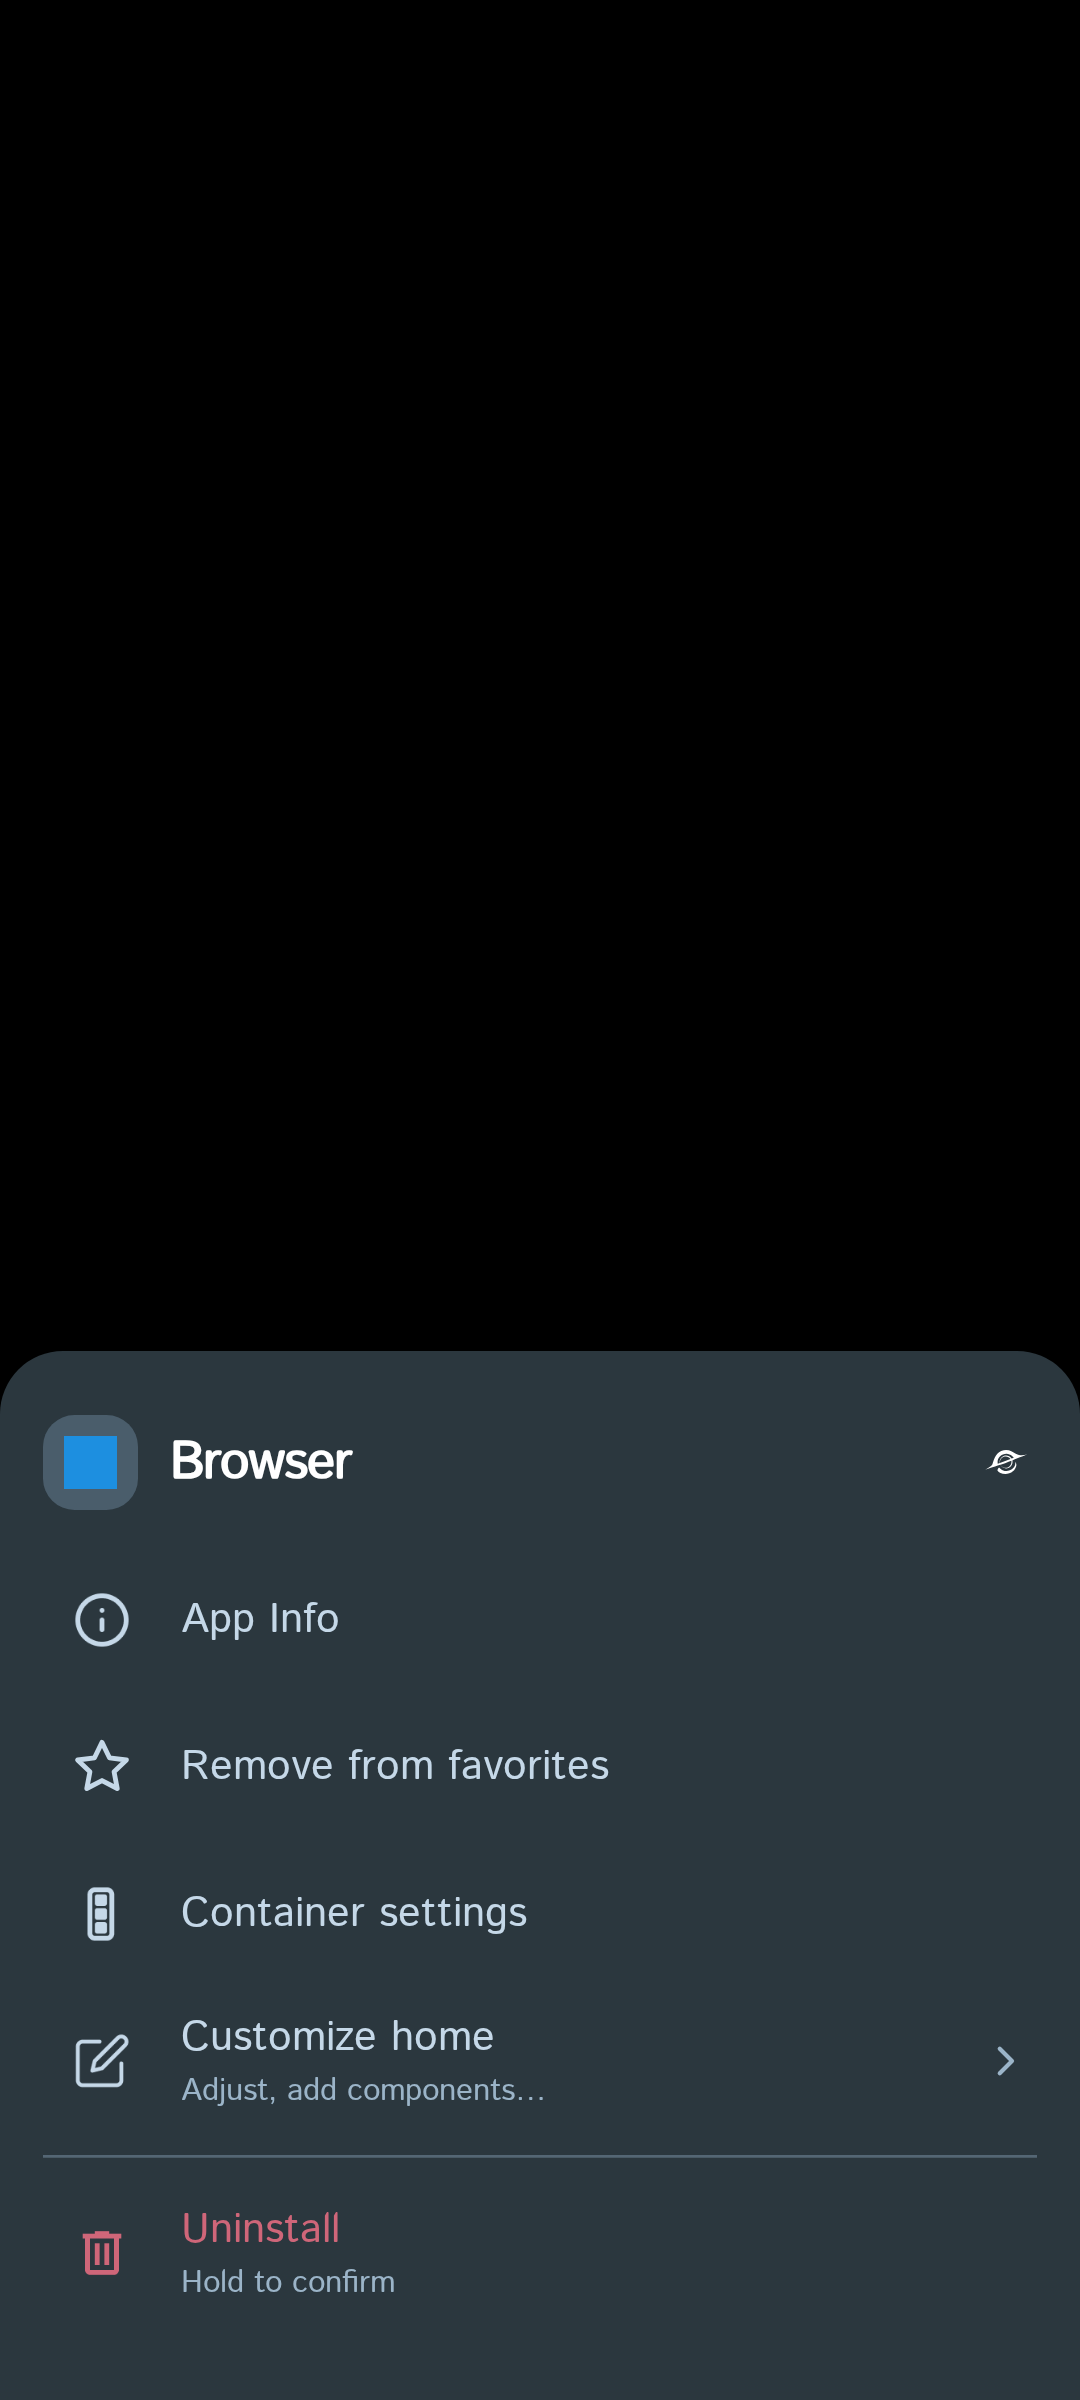 Browser
App Info
Remove from favorites
Container settings
Customize home
Adjust, add components...
Uninstall
Hold to confirm